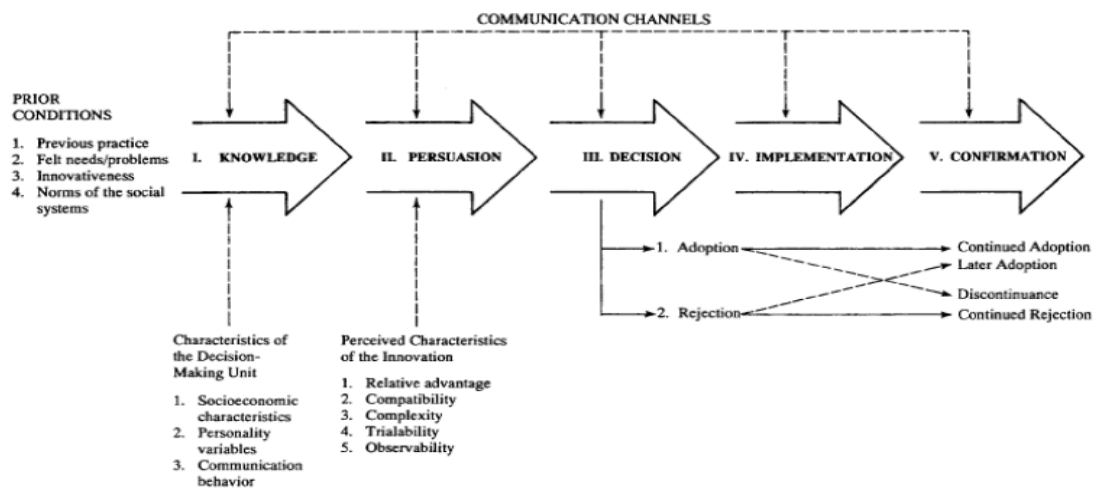 COMMUNICATION CHANNELS
PRIOR
CONDITIONS
1. Previous practice
2. Felt needs/problems
3. Innovativeness
4. Norms of the social
systems
I. KNOWLEDGE
II. PERSUASION
III. DECISION
IV. IMPLEMENTATION
V. CONFIRMATION
1. Adoption
2. Rejection
Continued Adoption
Later Adoption
Discontinuance
Continued Rejection
Characteristics of
the Decision-
Making Unit
1. Socioeconomic
characteristics
2. Personality
variables
3. Communication
behavior
Perceived Characteristics
of the Innovation
1. Relative advantage
2. Compatibility
3. Complexity
4. Trialability
5. Observability